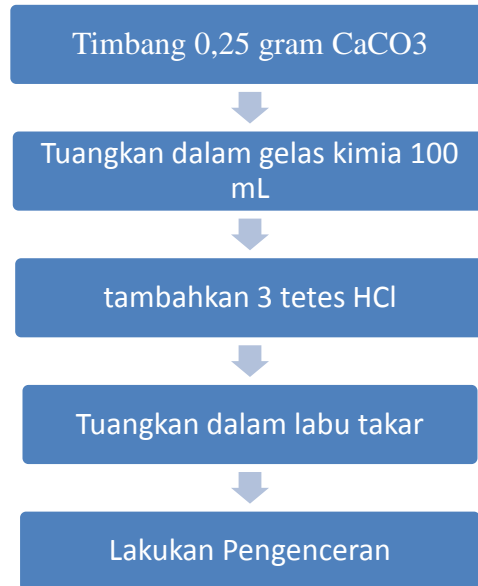 Timbang 0,25 gram CaCO3
Tuangkan dalam gelas kimia 100
mL
tambahkan 3 tetes HCl
Tuangkan dalam labu takar
Lakukan Pengenceran